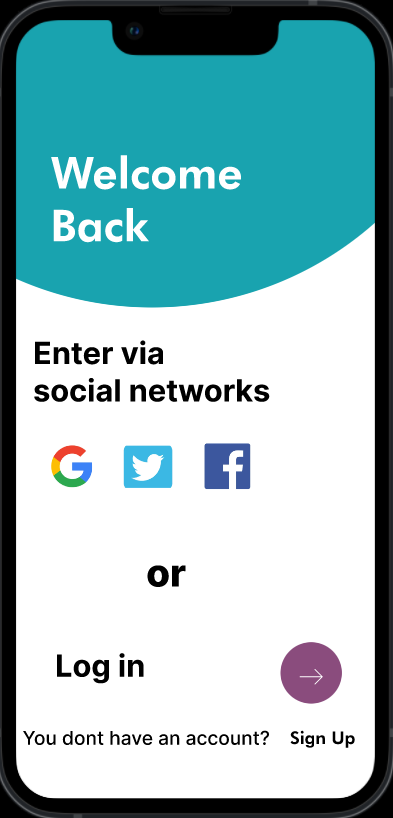 Welcome
Back
Enter via
social networks
or
Log in
You dont have an account? Sign Up